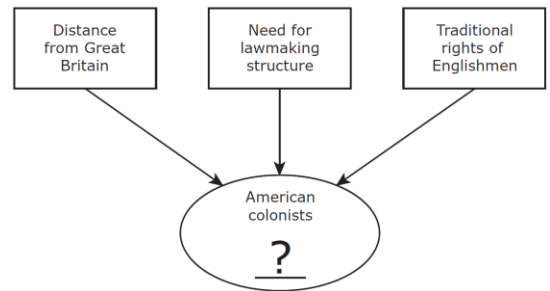 Distance
from Great
Britain
Need for
lawmaking
structure
Traditional
rights of
Englishmen
American
colonists
?